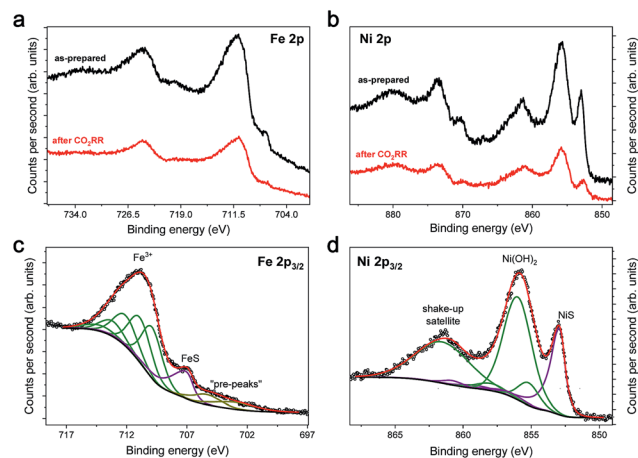 a
Fe 2p
as-prepared
after CO₂RR
Counts per second (arb. units)
734.0 726.5 719.0 711.5 704.0
Binding energy (eV)
b
Ni 2p
as-prepared
after CO₂RR
Counts per second (arb. units)
880 870 860 850
Binding energy (eV)
c
Fe 2p₃/₂
Fe³⁺
FeS
"pre-peaks"
Counts per second (arb. units)
717 712 707 702 697
Binding energy (eV)
d
Ni 2p₃/₂
Ni(OH)₂
shake-up
satellite
NiS
Counts per second (arb. units)
865 860 855 850
Binding energy (eV)